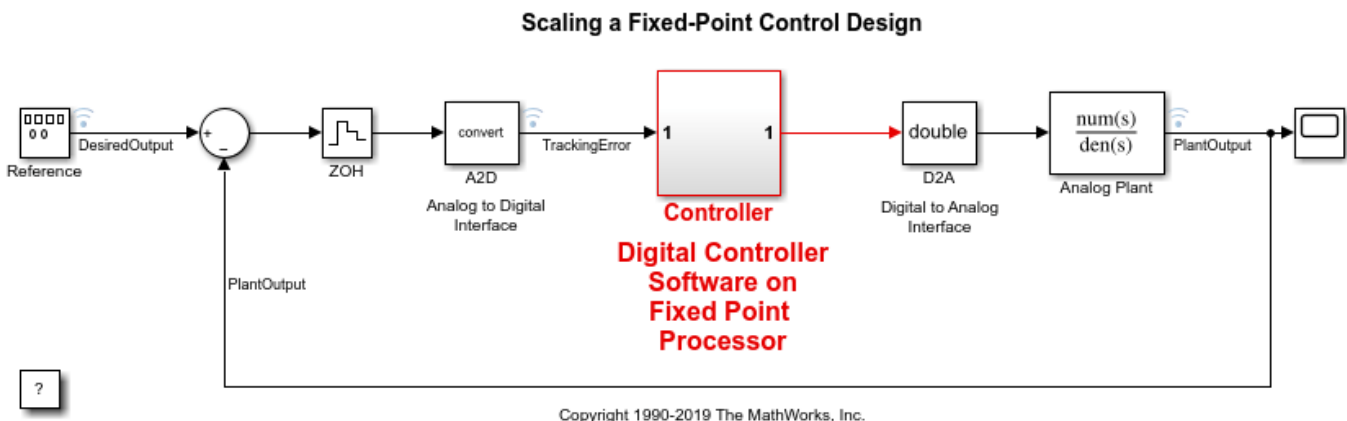 Scaling a Fixed-Point Control Design
DesiredOutput
Reference
+
−
ZOH
convert
A2D
Analog to Digital
Interface
TrackingError
1
1
Controller
Digital Controller
Software on
Fixed Point
Processor
double
D2A
Digital to Analog
Interface
num(s)
den(s)
Analog Plant
PlantOutput
PlantOutput
?
Copyright 1990-2019 The MathWorks, Inc.